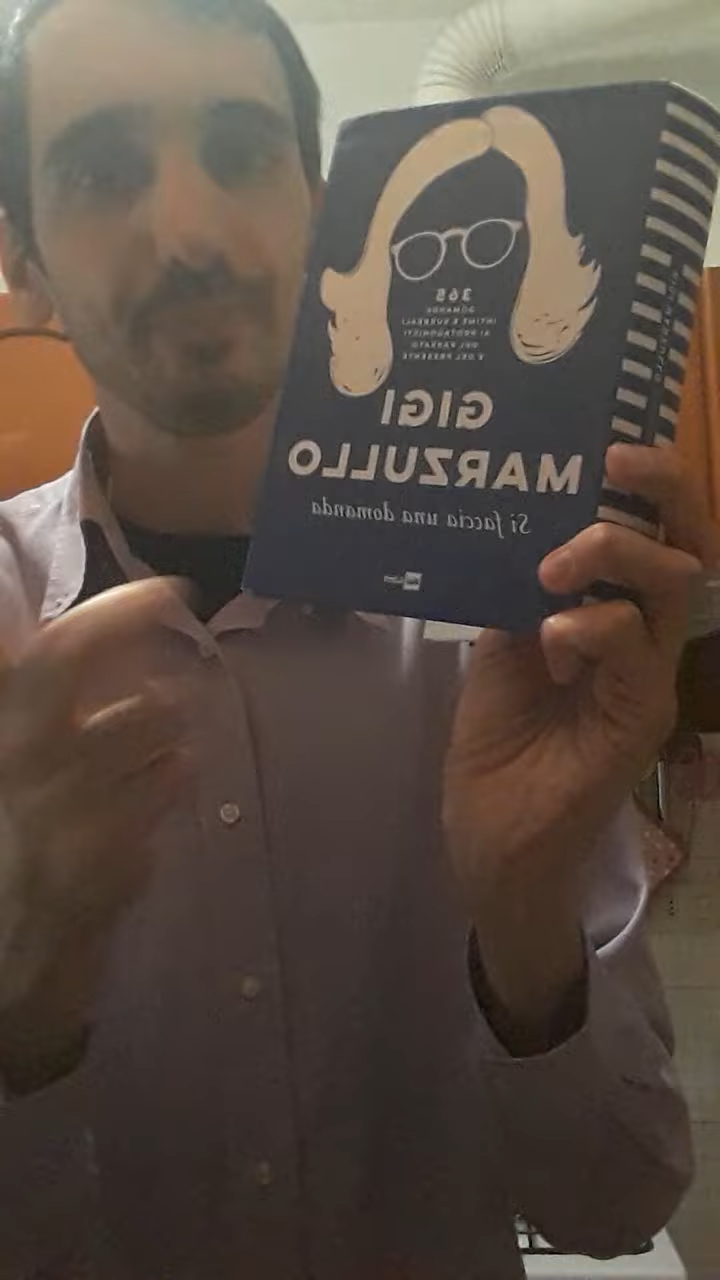 365
DOMANDE
INTIME E SURREALI
AI PROTAGONISTI
DEL PASSATO
E DEL PRESENTE
GIGI
MARZULLO
Si faccia una domanda